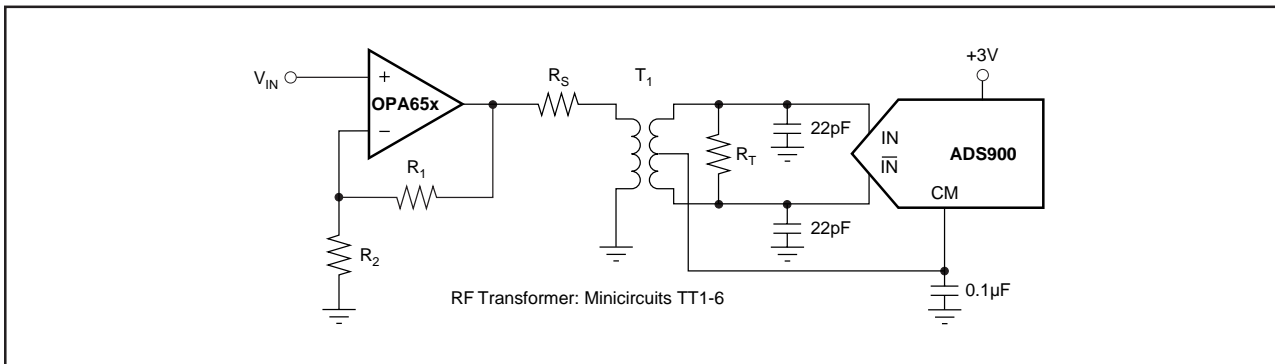 +3V
V_IN
+
OPA65x
−
R_S
T_1
R_1
R_2
R_T
22pF
22pF
IN
I̅N̅
ADS900
CM
0.1µF
RF Transformer: Minicircuits TT1-6